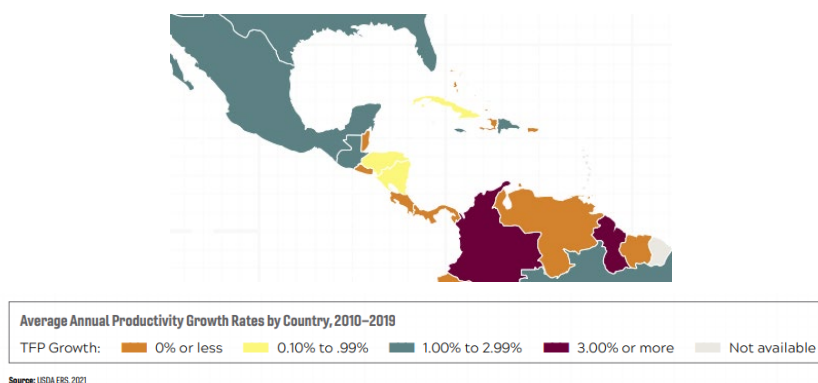 Average Annual Productivity Growth Rates by Country, 2010–2019
TFP Growth: 0% or less 0.10% to .99% 1.00% to 2.99% 3.00% or more Not available
Source: USDA ERS, 2021